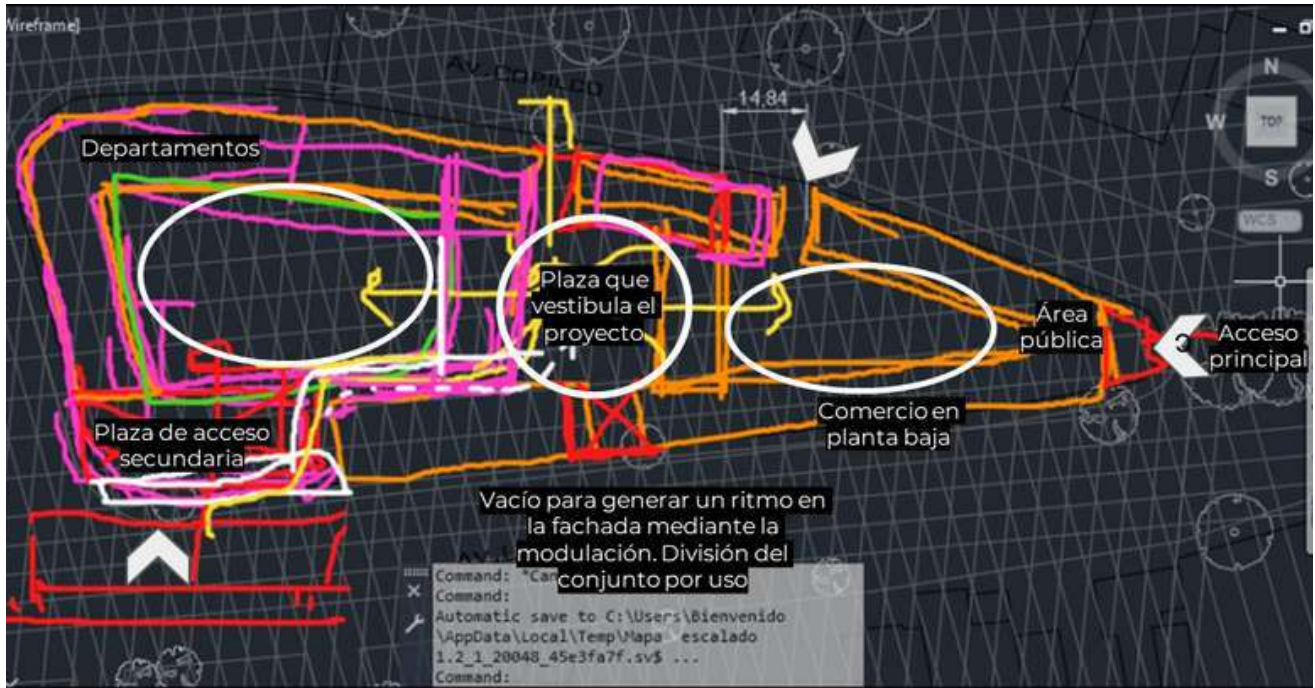 Wireframe]
AV. COPILCO
N
14,84
W
TOP
S
WCS
Departamentos
Plaza que
vestibula el
proyecto
Área
pública
Acceso
principal
Plaza de acceso
secundaria
Comercio en
planta baja
Vacío para generar un ritmo en
la fachada mediante la
modulación. División del
conjunto por uso
Command:
Command:
Automatic save to C:\Users\Bienvenido
\AppData\Local\Temp\Mapa escalado
1.2_1_20048_45e3fa7f.sv$ ...
Command: